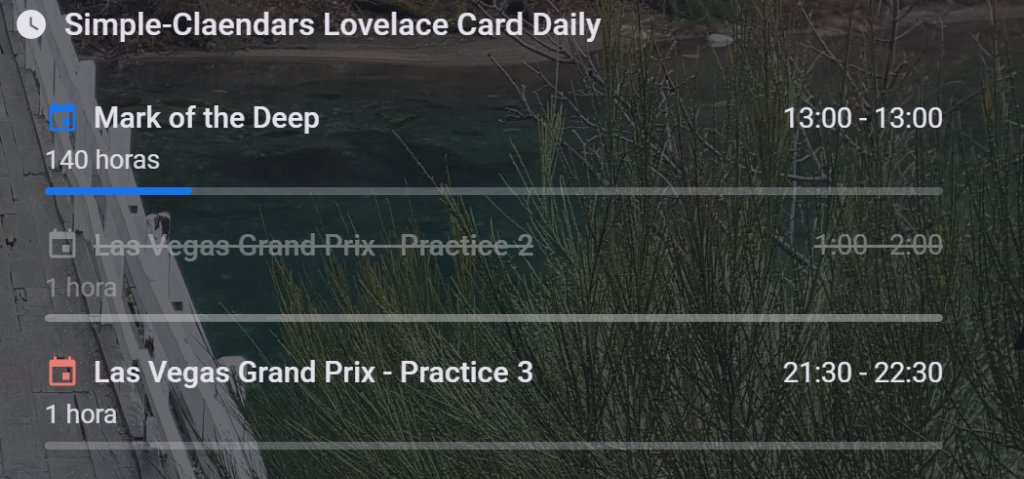 Simple-Claendars Lovelace Card Daily
Mark of the Deep 13:00 - 13:00
140 horas
Las Vegas Grand Prix - Practice 2 1:00 - 2:00
1 hora
Las Vegas Grand Prix - Practice 3 21:30 - 22:30
1 hora